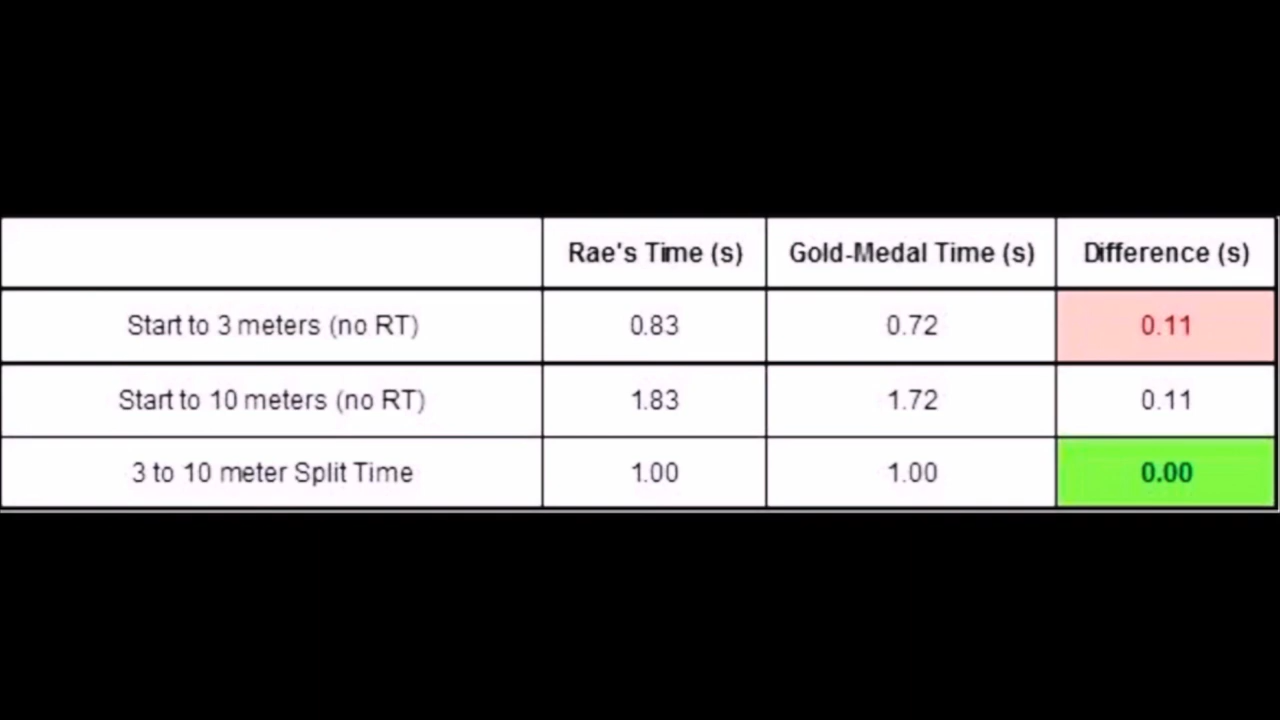 Rae's Time (s) Gold-Medal Time (s) Difference (s)
Start to 3 meters (no RT) 0.83 0.72 0.11
Start to 10 meters (no RT) 1.83 1.72 0.11
3 to 10 meter Split Time 1.00 1.00 0.00